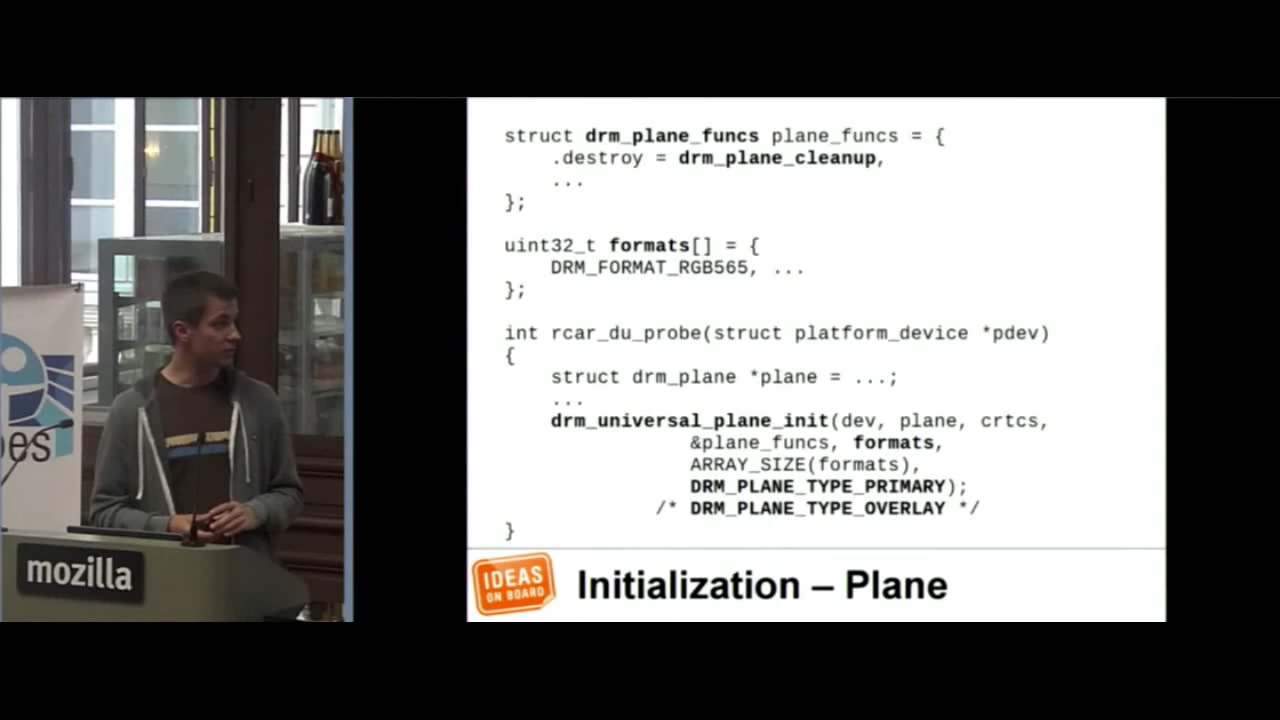 struct drm_plane_funcs plane_funcs = {
.destroy = drm_plane_cleanup,
...
};
uint32_t formats[] = {
DRM_FORMAT_RGB565, ...
};
int rcar_du_probe(struct platform_device *pdev)
{
struct drm_plane *plane = ...;
...
drm_universal_plane_init(dev, plane, crtcs,
&plane_funcs, formats,
ARRAY_SIZE(formats),
DRM_PLANE_TYPE_PRIMARY);
/* DRM_PLANE_TYPE_OVERLAY */
}
IDEAS
ON BOARD
Initialization – Plane
mozilla